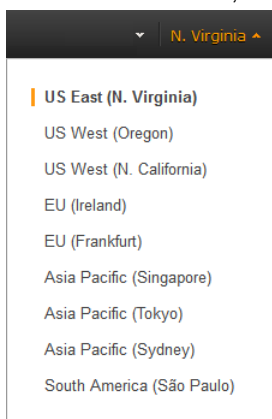 N. Virginia
US East (N. Virginia)
US West (Oregon)
US West (N. California)
EU (Ireland)
EU (Frankfurt)
Asia Pacific (Singapore)
Asia Pacific (Tokyo)
Asia Pacific (Sydney)
South America (São Paulo)